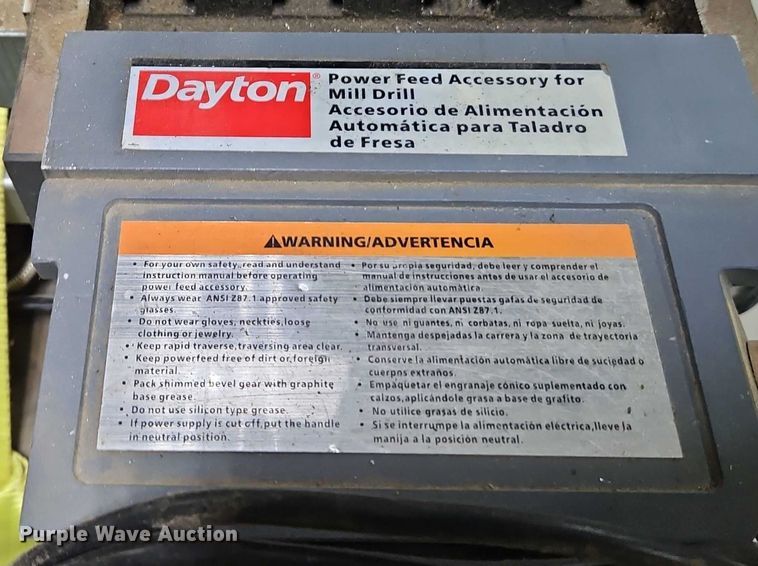 Dayton®
Power Feed Accessory for
Mill Drill
Accesorio de Alimentación
Automática para Taladro
de Fresa
WARNING/ADVERTENCIA
• For your own safety, read and understand
instruction manual before operating
power feed accessory.
• Always wear ANSI Z87.1 approved safety
glasses.
• Do not wear gloves, neckties, loose
clothing or jewelry.
• Keep rapid traverse, traversing area clear.
• Keep powerfeed free of dirt or, foreign
material.
• Pack shimmed bevel gear with graphite
base grease.
• Do not use silicon type grease.
• If power supply is cut off, put the handle
in neutral position.
• Por su propia seguridad, debe leer y comprender el
manual de instrucciones antes de usar el accesorio de
alimentación automática.
• Debe siempre llevar puestas gafas de seguridad de
conformidad con ANSI Z87.1.
• No use ni guantes, ni corbatas, ni ropa suelta, ni joyas.
• Mantenga despejadas la carrera y la zona de trayectoria
transversal.
• Conserve la alimentación automática libre de suciedad o
cuerpos extraños.
• Empaquetar el engranaje cónico suplementado con
calzos, aplicándole grasa a base de grafito.
• No utilice grasas de silicio.
• Si se interrumpe la alimentación eléctrica, lleve la
manija a la posición neutral.
Purple Wave Auction